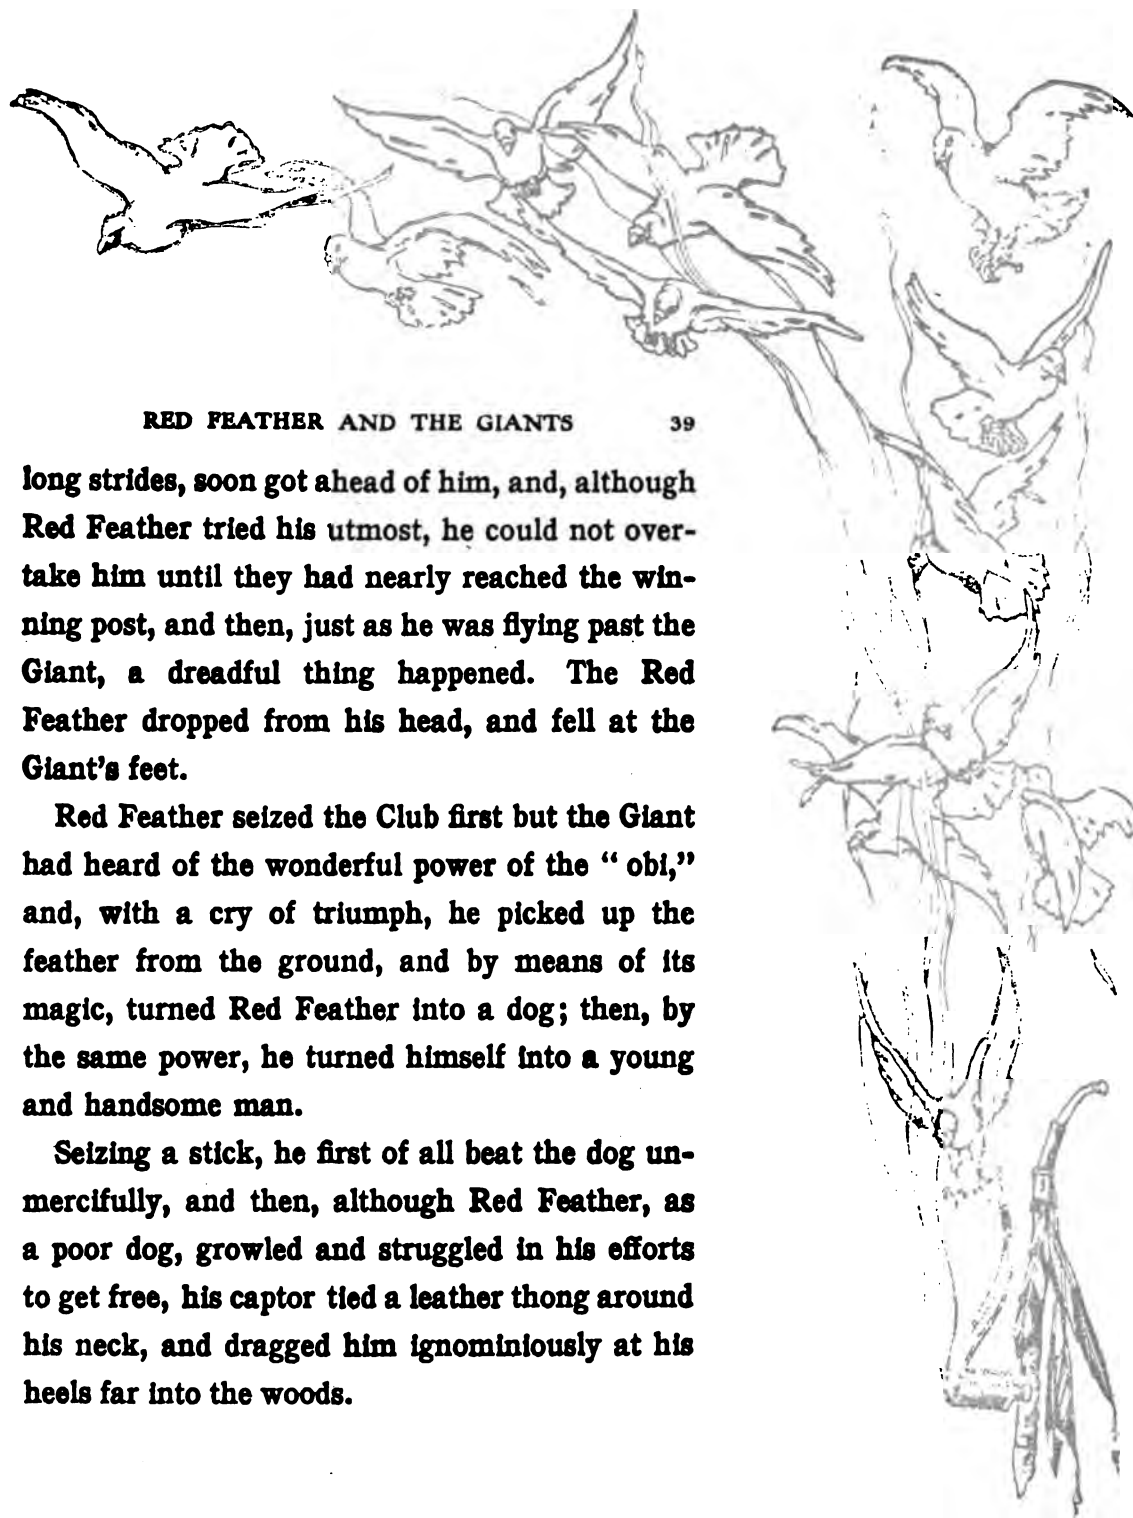 RED FEATHER AND THE GIANTS 39
long strides, soon got ahead of him, and, although
Red Feather tried his utmost, he could not over-
take him until they had nearly reached the win-
ning post, and then, just as he was flying past the
Giant, a dreadful thing happened. The Red
Feather dropped from his head, and fell at the
Giant's feet.
Red Feather seized the Club first but the Giant
had heard of the wonderful power of the “ obi,”
and, with a cry of triumph, he picked up the
feather from the ground, and by means of its
magic, turned Red Feather into a dog; then, by
the same power, he turned himself into a young
and handsome man.
Seizing a stick, he first of all beat the dog un-
mercifully, and then, although Red Feather, as
a poor dog, growled and struggled in his efforts
to get free, his captor tied a leather thong around
his neck, and dragged him ignominiously at his
heels far into the woods.